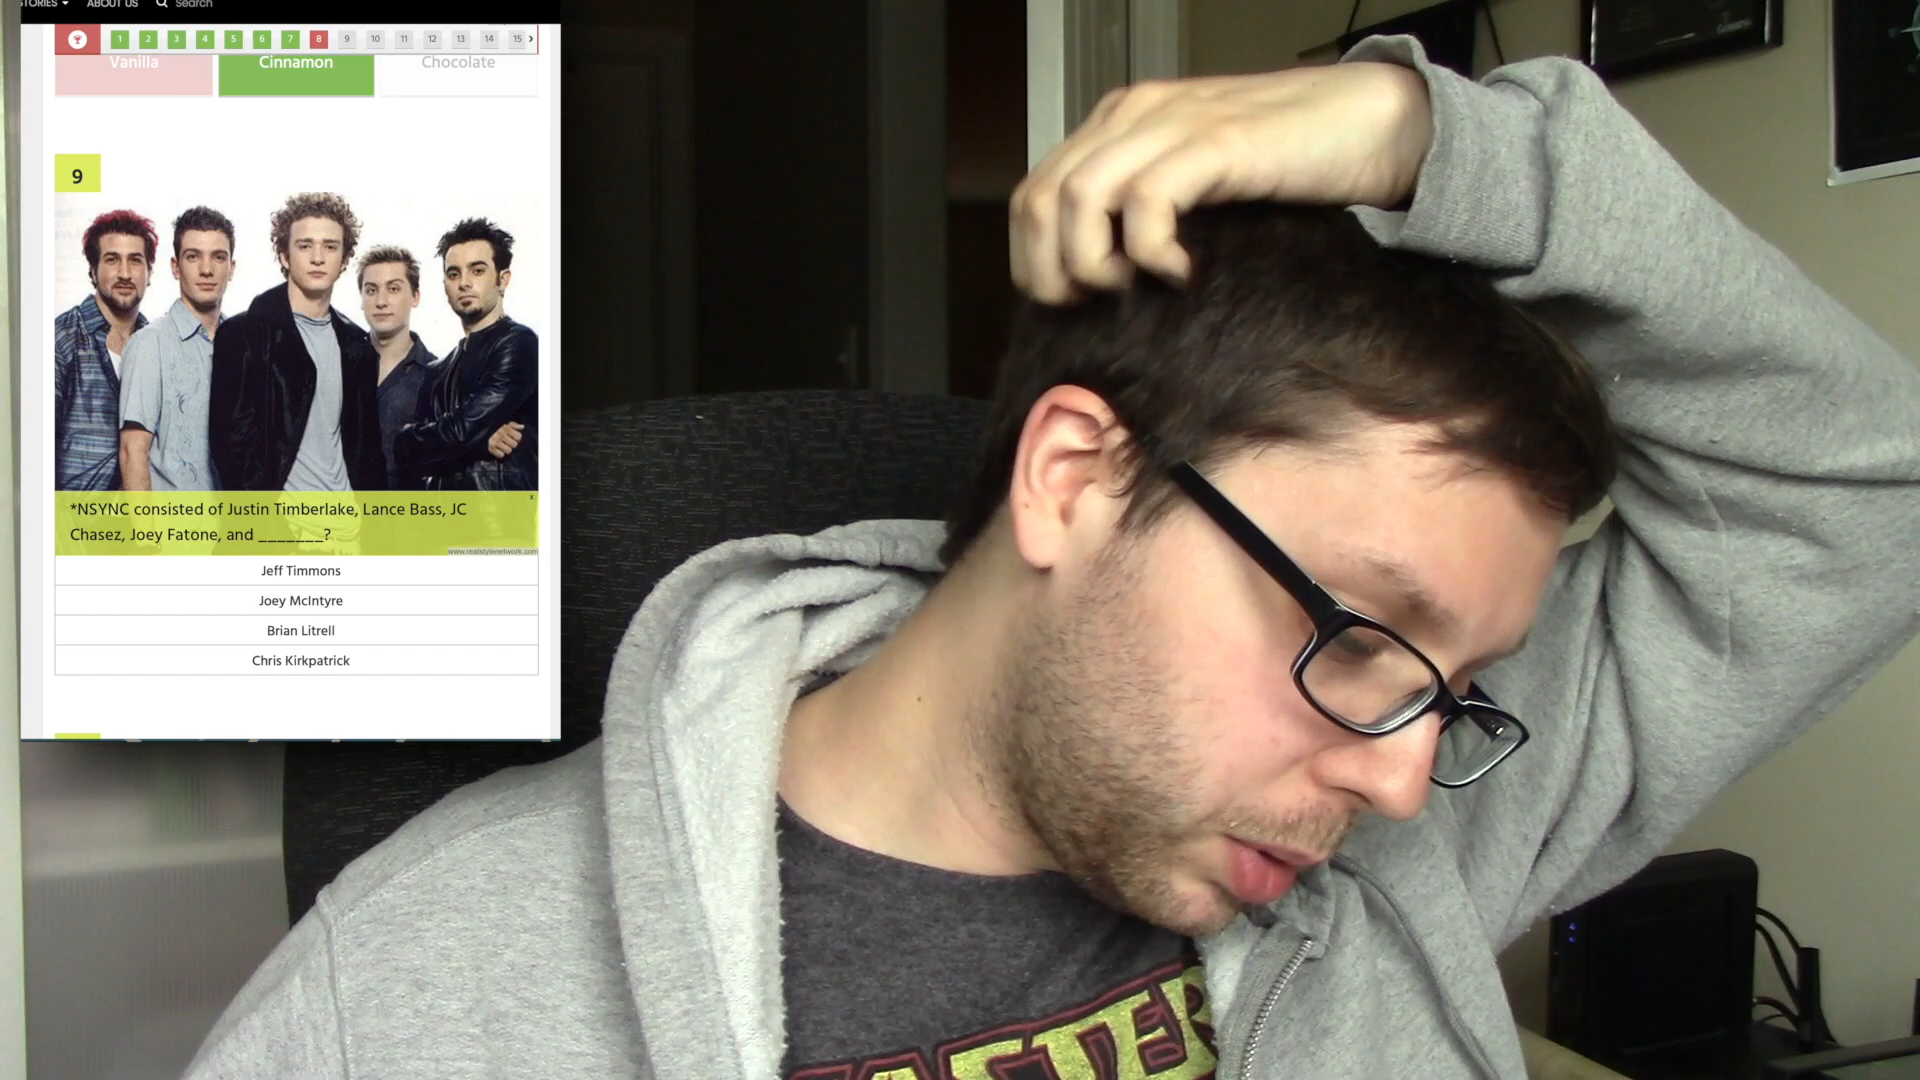 STORIES ABOUT US Search
1 2 3 4 5 6 7 8 9 10 11 12 13 14 15
Vanilla Cinnamon Chocolate
9
*NSYNC consisted of Justin Timberlake, Lance Bass, JC
Chasez, Joey Fatone, and _______?
x
www.realstylenetwork.com
Jeff Timmons
Joey McIntyre
Brian Litrell
Chris Kirkpatrick